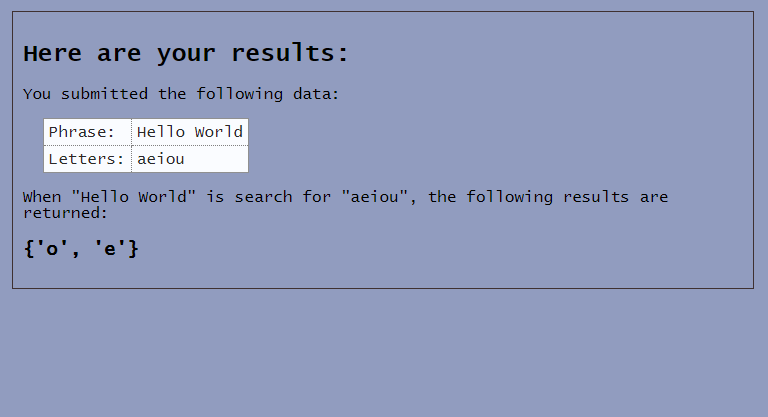 Here are your results:
You submitted the following data:
Phrase: Hello World
Letters: aeiou
When "Hello World" is search for "aeiou", the following results are
returned:
{'o', 'e'}